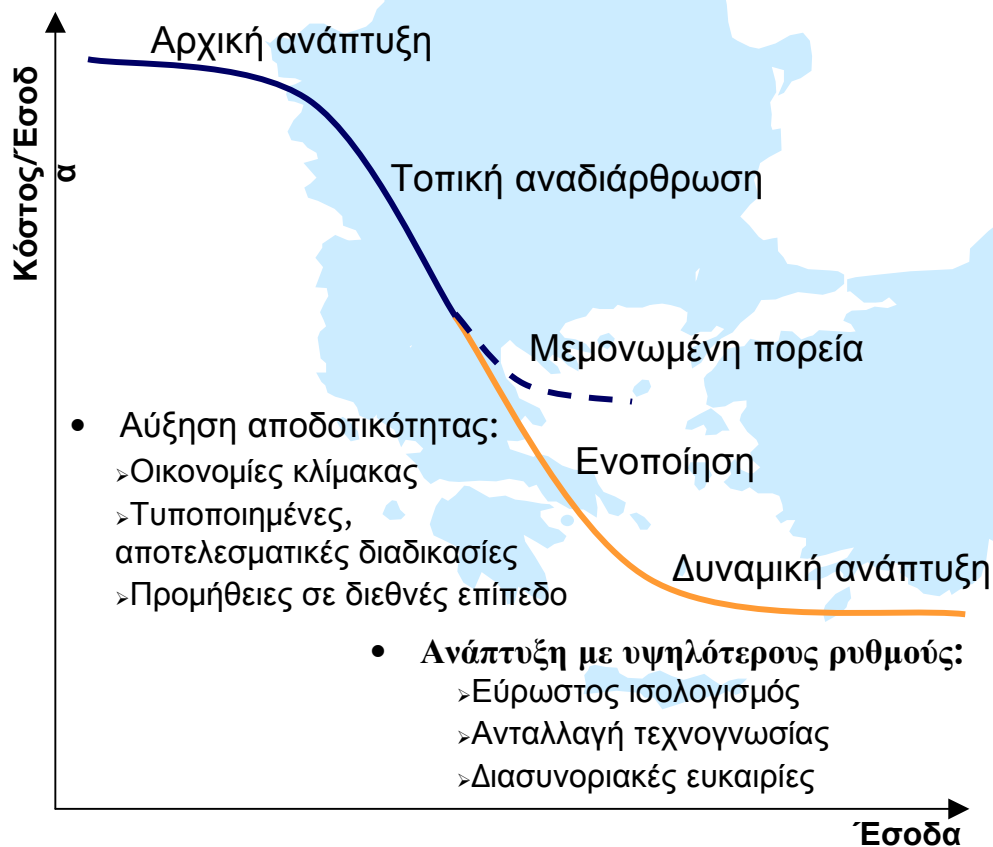 Αρχική ανάπτυξη
Κόστος/Έσοδ
α
Τοπική αναδιάρθρωση
Μεμονωμένη πορεία
• Αύξηση αποδοτικότητας:
Ενοποίηση
➢Οικονομίες κλίμακας
➢Τυποποιημένες,
αποτελεσματικές διαδικασίες
➢Προμήθειες σε διεθνές επίπεδο
Δυναμική ανάπτυξη
• Ανάπτυξη με υψηλότερους ρυθμούς:
➢Εύρωστος ισολογισμός
➢Ανταλλαγή τεχνογνωσίας
➢Διασυνοριακές ευκαιρίες
Έσοδα